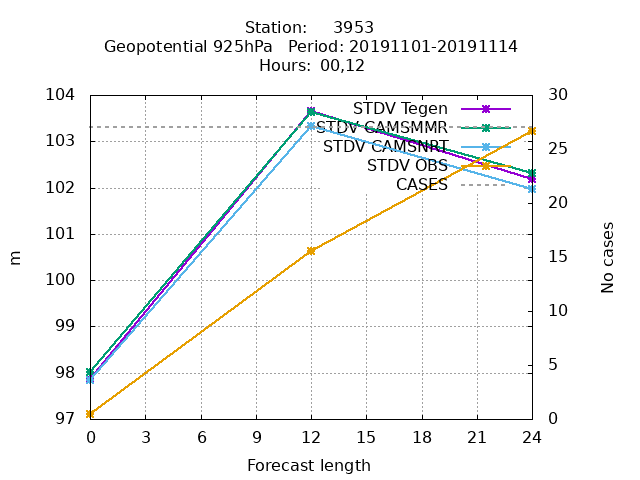 Station: 3953
Geopotential 925hPa Period: 20191101-20191114
Hours: 00,12
104
103
102
101
100
99
98
97
m
30
25
20
15
10
5
0
No cases
STDV Tegen
STDV CAMSMMR
STDV CAMSNRT
STDV OBS
CASES
0 3 6 9 12 15 18 21 24
Forecast length